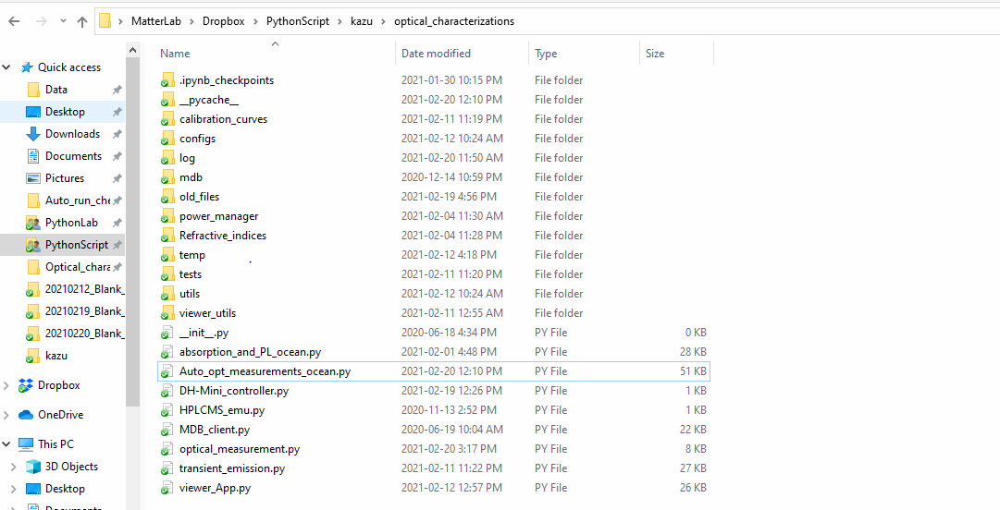 MatterLab > Dropbox > PythonScript > kazu > optical_characterizations
Name Date modified Type Size
Quick access
Data
Desktop
Downloads
Documents
Pictures
Auto_run_che
PythonLab
PythonScript
Optical_chara
20210212_Blank_
20210219_Blank_
20210220_Blank_
kazu
Dropbox
OneDrive
This PC
3D Objects
Desktop
Documents
.ipynb_checkpoints 2021-01-30 10:15 PM File folder
__pycache__ 2021-02-20 12:10 PM File folder
calibration_curves 2021-02-11 11:19 PM File folder
configs 2021-02-12 10:24 AM File folder
log 2021-02-20 11:50 AM File folder
mdb 2020-12-14 10:59 PM File folder
old_files 2021-02-19 4:56 PM File folder
power_manager 2021-02-04 11:30 AM File folder
Refractive_indices 2021-02-04 11:28 PM File folder
temp 2021-02-12 4:18 PM File folder
tests 2021-02-11 11:20 PM File folder
utils 2021-02-12 10:24 AM File folder
viewer_utils 2021-02-11 12:55 AM File folder
__init__.py 2020-06-18 4:34 PM PY File 0 KB
absorption_and_PL_ocean.py 2021-02-01 4:48 PM PY File 28 KB
Auto_opt_measurements_ocean.py 2021-02-20 12:10 PM PY File 51 KB
DH-Mini_controller.py 2021-02-19 12:26 PM PY File 1 KB
HPLCMS_emu.py 2020-11-13 2:52 PM PY File 1 KB
MDB_client.py 2020-06-19 10:04 AM PY File 22 KB
optical_measurement.py 2021-02-20 3:17 PM PY File 8 KB
transient_emission.py 2021-02-11 11:22 PM PY File 27 KB
viewer_App.py 2021-02-12 12:57 PM PY File 26 KB